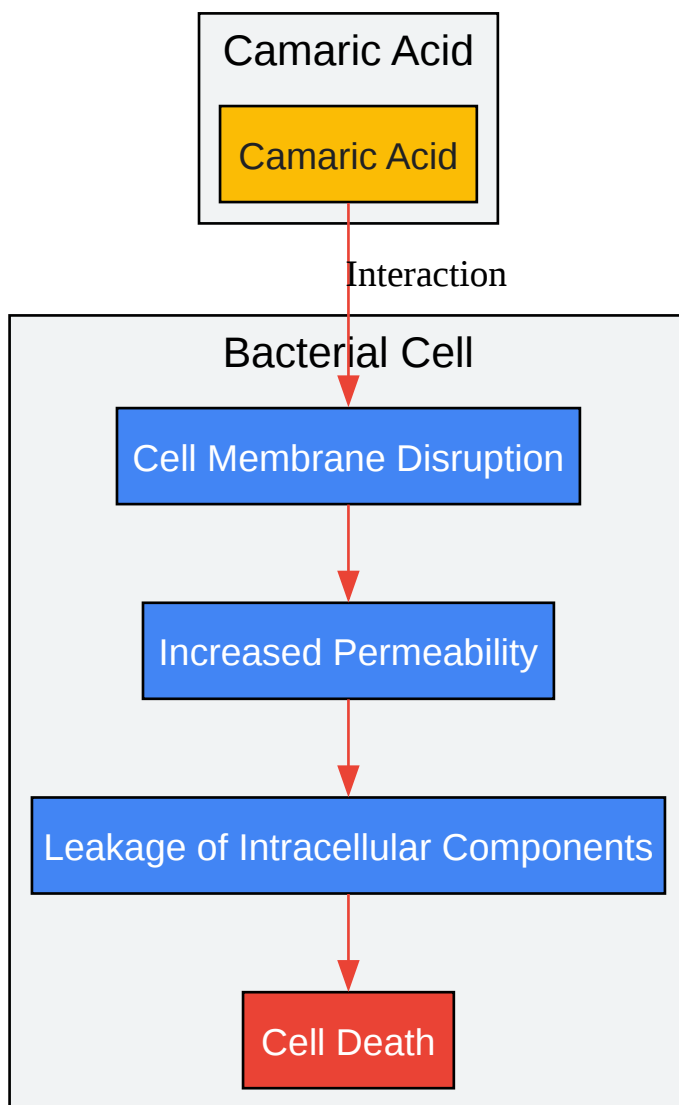 Camaric Acid
Camaric Acid
Interaction
Bacterial Cell
Cell Membrane Disruption
Increased Permeability
Leakage of Intracellular Components
Cell Death